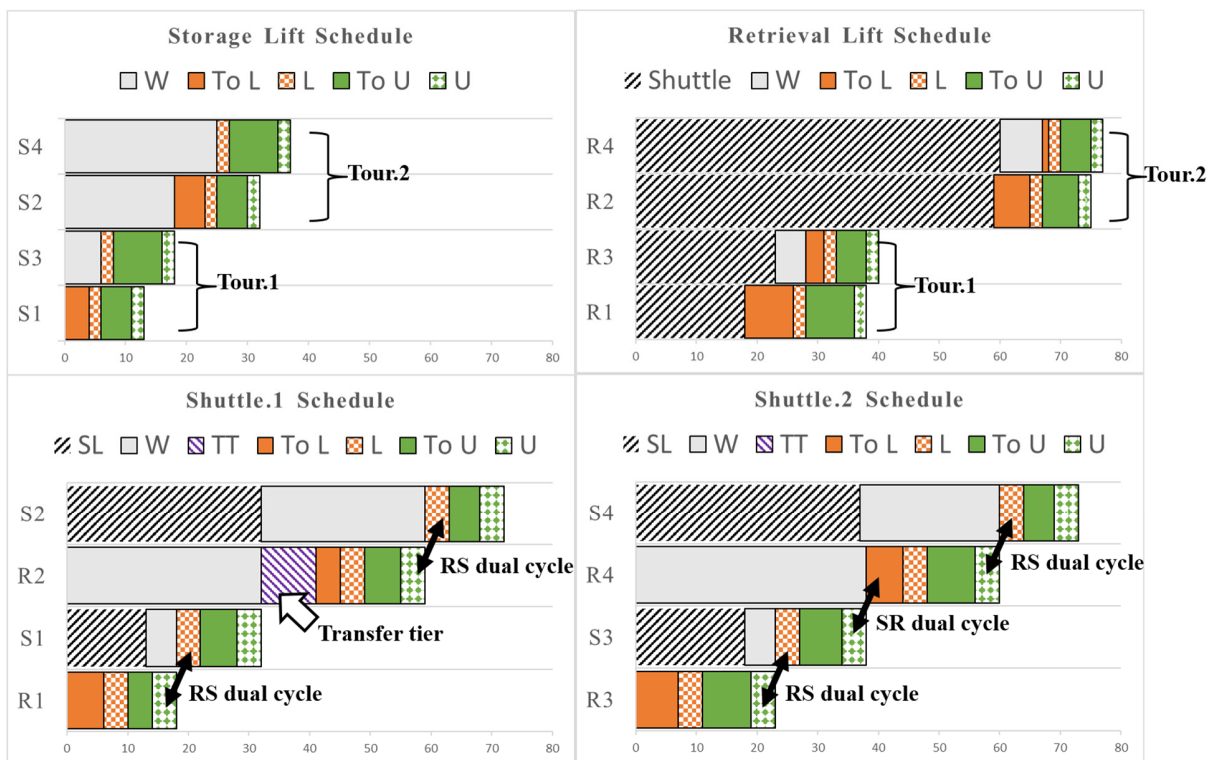 Storage Lift Schedule
W To L L To U U
S4
S2
S3
S1
Tour.2
Tour.1
0 10 20 30 40 50 60 70 80
Retrieval Lift Schedule
Shuttle W To L L To U U
R4
R2
R3
R1
Tour.2
Tour.1
0 10 20 30 40 50 60 70 80
Shuttle.1 Schedule
SL W TT To L L To U U
S2
R2
RS dual cycle
Transfer tier
S1
R1
RS dual cycle
0 10 20 30 40 50 60 70 80
Shuttle.2 Schedule
SL W TT To L L To U U
S4
R4
RS dual cycle
S3
SR dual cycle
R3
RS dual cycle
0 10 20 30 40 50 60 70 80